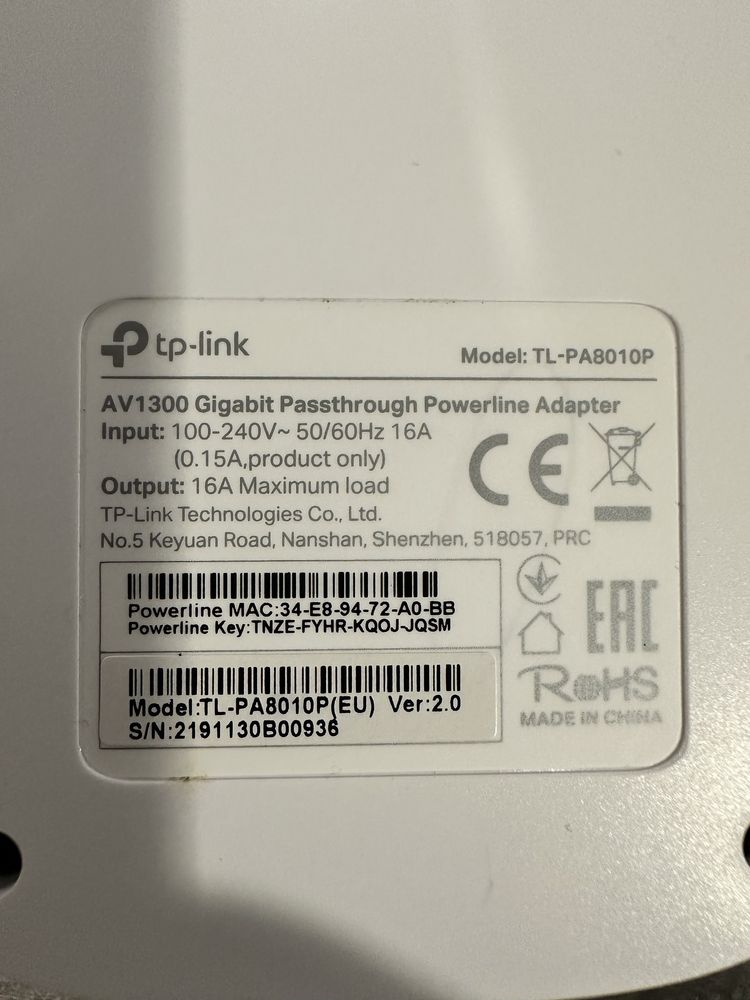 tp-link
Model: TL-PA8010P
AV1300 Gigabit Passthrough Powerline Adapter
Input: 100-240V~ 50/60Hz 16A
(0.15A,product only)
Output: 16A Maximum load
TP-Link Technologies Co., Ltd.
No.5 Keyuan Road, Nanshan, Shenzhen, 518057, PRC
CE
Powerline MAC:34-E8-94-72-A0-BB
Powerline Key:TNZE-FYHR-KQOJ-JQSM
Model:TL-PA8010P(EU) Ver:2.0
S/N:2191130B00936
EAC
RoHS
MADE IN CHINA